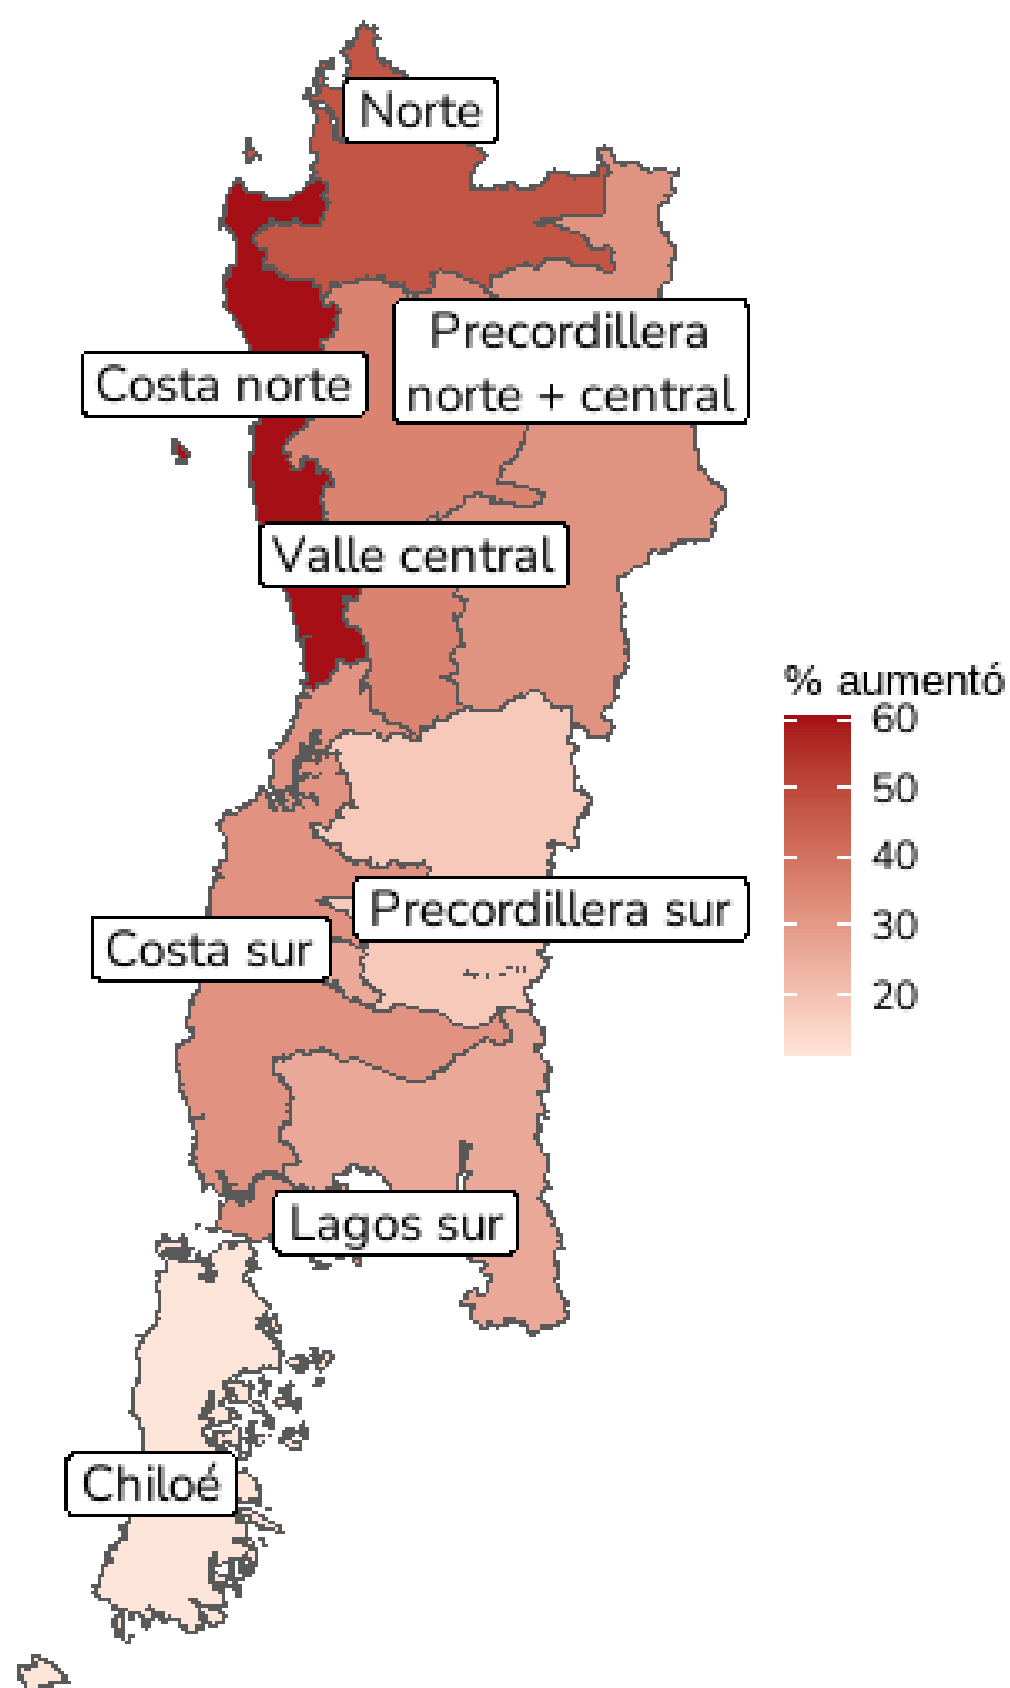 Norte
Precordillera
norte + central
Costa norte
Valle central
% aumentó
60
50
40
30
20
Precordillera sur
Costa sur
Lagos sur
Chiloé